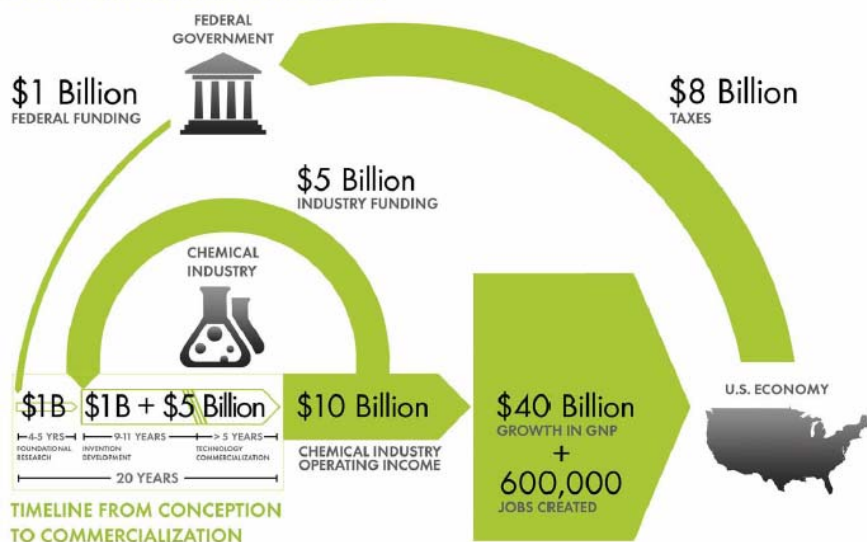 FEDERAL
GOVERNMENT
$1 Billion
FEDERAL FUNDING
$8 Billion
TAXES
$5 Billion
INDUSTRY FUNDING
CHEMICAL
INDUSTRY
$1B
$1B + $5 Billion
4-5 YRS
9-11 YEARS
> 5 YEARS
FOUNDATIONAL
RESEARCH
INVENTION
DEVELOPMENT
TECHNOLOGY
COMMERCIALIZATION
20 YEARS
TIMELINE FROM CONCEPTION
TO COMMERCIALIZATION
$10 Billion
CHEMICAL INDUSTRY
OPERATING INCOME
$40 Billion
GROWTH IN GNP
+
600,000
JOBS CREATED
U.S. ECONOMY